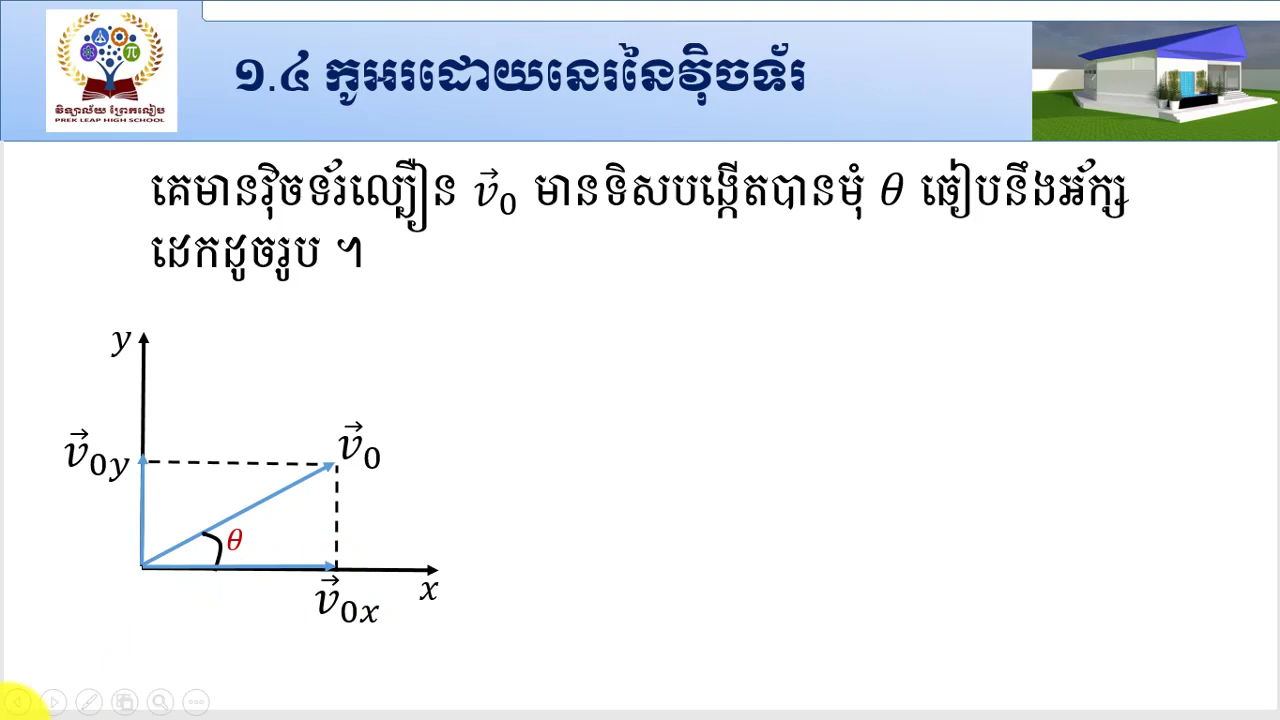 វិទ្យាល័យ ព្រែកលៀប
PREK LEAP HIGH SCHOOL
១.៤ កូអរដោយនេរនៃវ៉ិចទ័រ
គេមានវ៉ិចទ័រល្បឿន v⃗₀ មានទិសបង្កើតបានមុំ θ ធៀបនឹងអ័ក្ស
ដេកដូចរូប ។
y
v⃗₀y
v⃗₀
θ
v⃗₀x
x